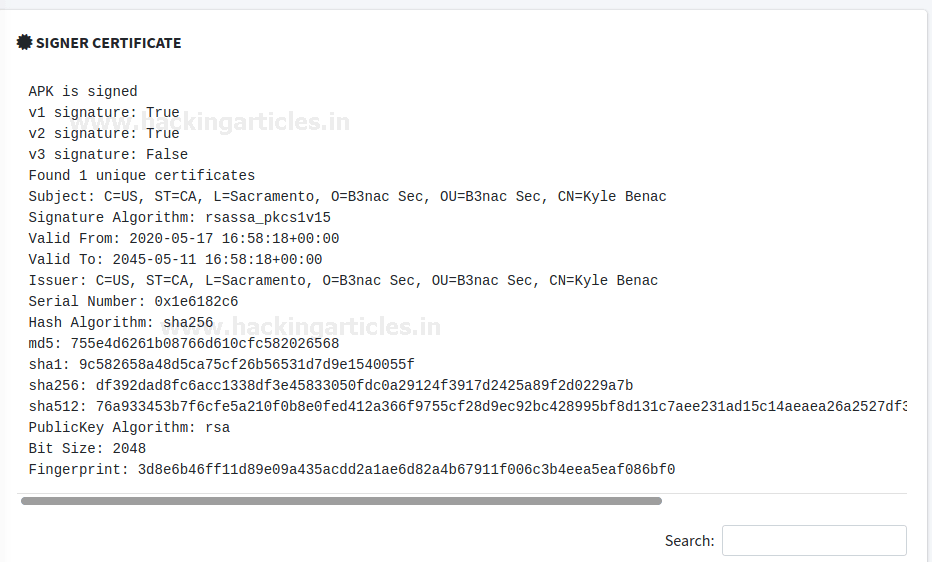 SIGNER CERTIFICATE
APK is signed
v1 signature: True
www.hackingarticles.in
v2 signature: True
v3 signature: False
Found 1 unique certificates
Subject: C=US, ST=CA, L=Sacramento, O=B3nac Sec, OU=B3nac Sec, CN=Kyle Benac
Signature Algorithm: rsassa_pkcs1v15
Valid From: 2020-05-17 16:58:18+00:00
Valid To: 2045-05-11 16:58:18+00:00
Issuer: C=US, ST=CA, L=Sacramento, O=B3nac Sec, OU=B3nac Sec, CN=Kyle Benac
Serial Number: 0x1e6182c6
Hash Algorithm: sha256
www.hackingarticles.in
md5: 755e4d6261b08766d610cfc582026568
sha1: 9c582658a48d5ca75cf26b56531d7d9e1540055f
sha256: df392dad8fc6acc1338df3e45833050fdc0a29124f3917d2425a89f2d0229a7b
sha512: 76a933453b7f6cfe5a210f0b8e0fed412a366f9755cf28d9ec92bc428995bf8d131c7aee231ad15c14aeaea26a2527df3
PublicKey Algorithm: rsa
Bit Size: 2048
Fingerprint: 3d8e6b46ff11d89e09a435acdd2a1ae6d82a4b67911f006c3b4eea5eaf086bf0
Search: